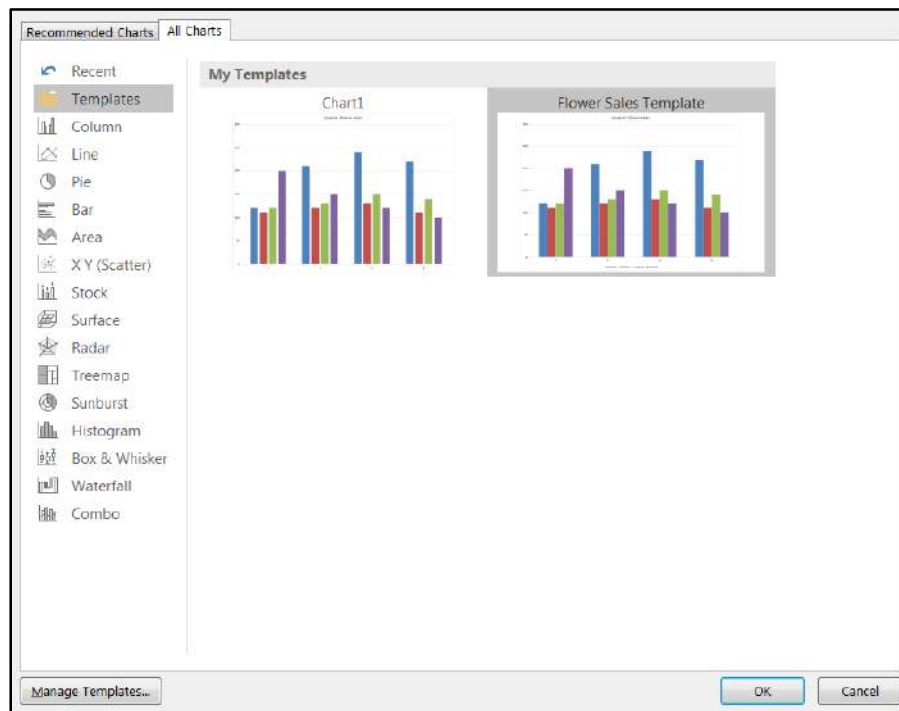 Recommended Charts
All Charts
Recent
Templates
Column
Line
Pie
Bar
Area
X Y (Scatter)
Stock
Surface
Radar
Treemap
Sunburst
Histogram
Box & Whisker
Waterfall
Combo
My Templates
Chart1
Flower Sales Template
Manage Templates...
OK
Cancel